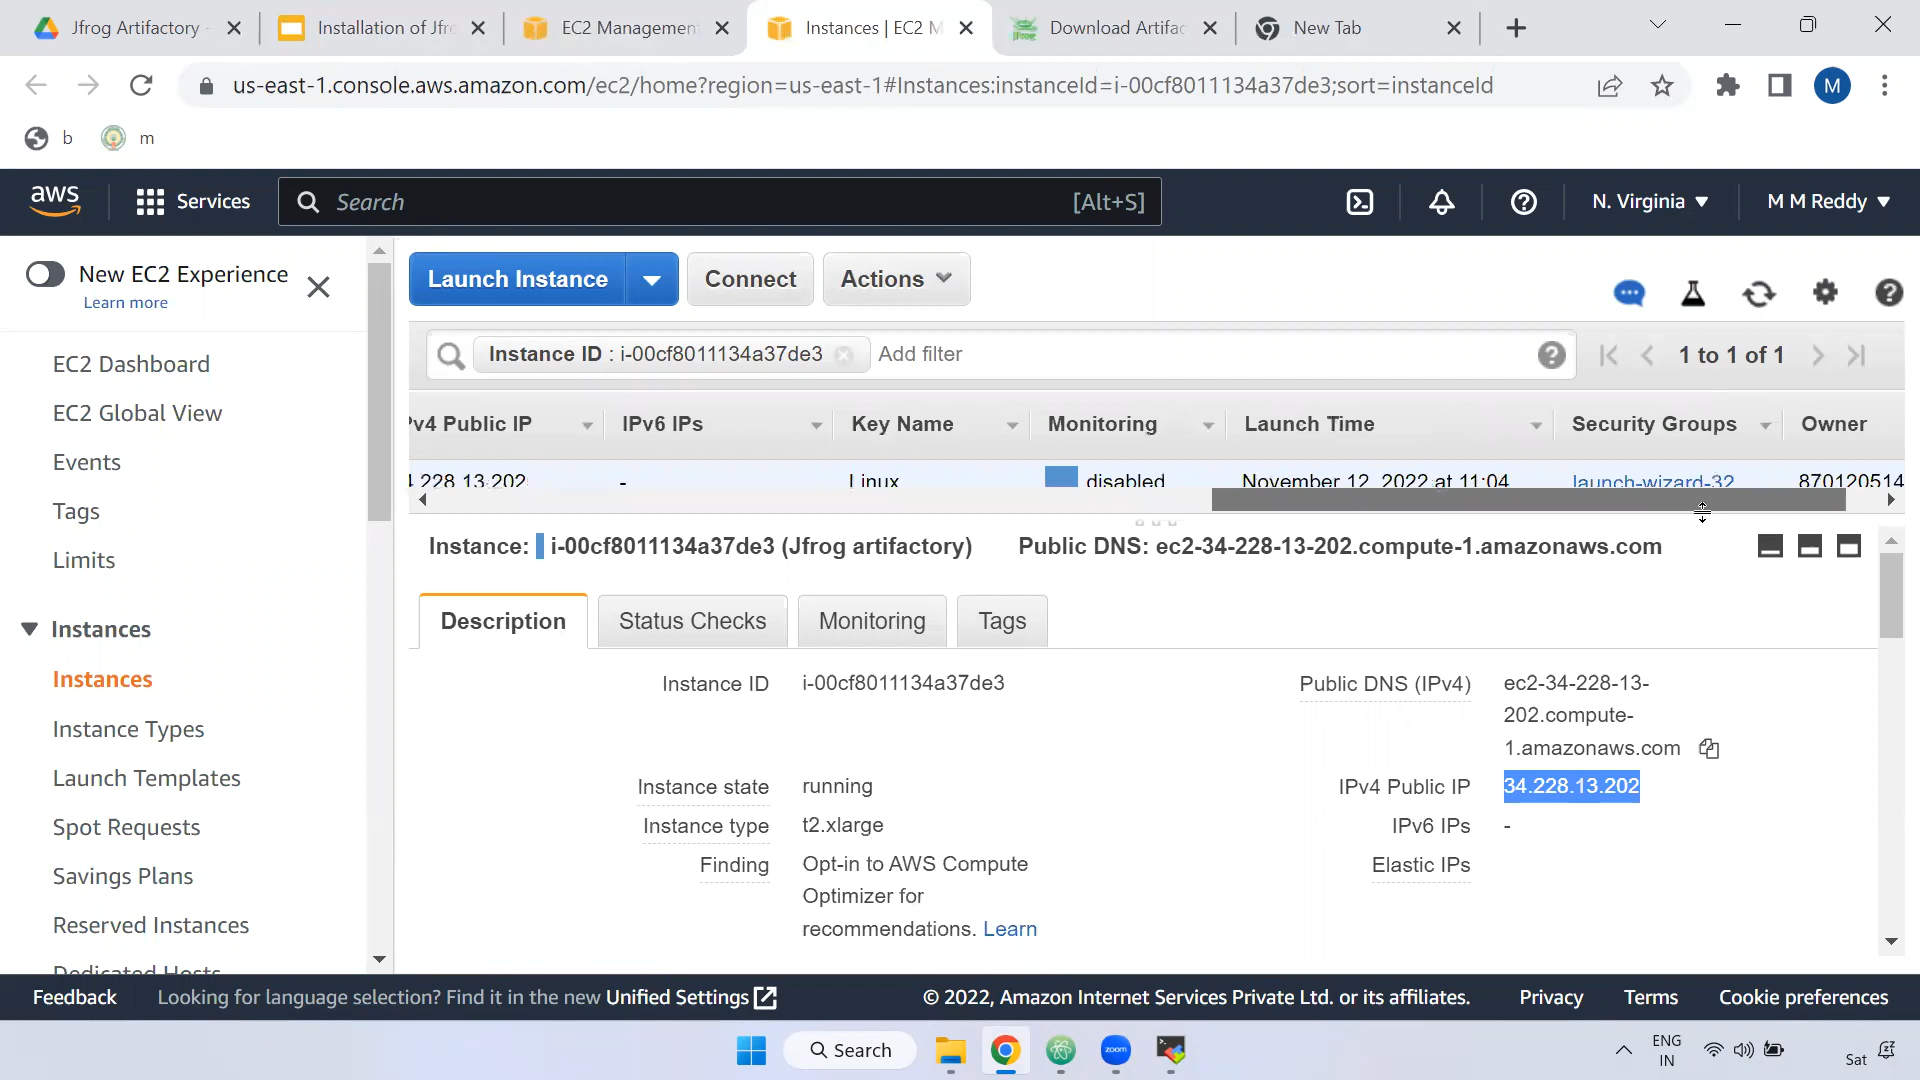 Jfrog Artifactory -
Installation of Jfr
EC2 Managemen
Instances | EC2 M
Download Artifac
New Tab
us-east-1.console.aws.amazon.com/ec2/home?region=us-east-1#Instances:instanceId=i-00cf8011134a37de3;sort=instanceId
M
b
m
aws
Services
Search
[Alt+S]
N. Virginia
M M Reddy
New EC2 Experience
Learn more
EC2 Dashboard
EC2 Global View
Events
Tags
Limits
Instances
Instances
Instance Types
Launch Templates
Spot Requests
Savings Plans
Reserved Instances
Dedicated Hosts
Launch Instance
Connect
Actions
Instance ID : i-00cf8011134a37de3
Add filter
1 to 1 of 1
Pv4 Public IP
IPv6 IPs
Key Name
Monitoring
Launch Time
Security Groups
Owner
4.228.13.202
-
Linux
disabled
November 12, 2022 at 11:04
launch-wizard-32
870120514
Instance: i-00cf8011134a37de3 (Jfrog artifactory) Public DNS: ec2-34-228-13-202.compute-1.amazonaws.com
Description
Status Checks
Monitoring
Tags
Instance ID
i-00cf8011134a37de3
Public DNS (IPv4)
ec2-34-228-13-
202.compute-
1.amazonaws.com
Instance state
running
IPv4 Public IP
34.228.13.202
Instance type
t2.xlarge
IPv6 IPs
-
Finding
Opt-in to AWS Compute
Optimizer for
recommendations. Learn
Elastic IPs
Feedback
Looking for language selection? Find it in the new Unified Settings
© 2022, Amazon Internet Services Private Ltd. or its affiliates.
Privacy
Terms
Cookie preferences
Search
zoom
ENG
IN
Sat